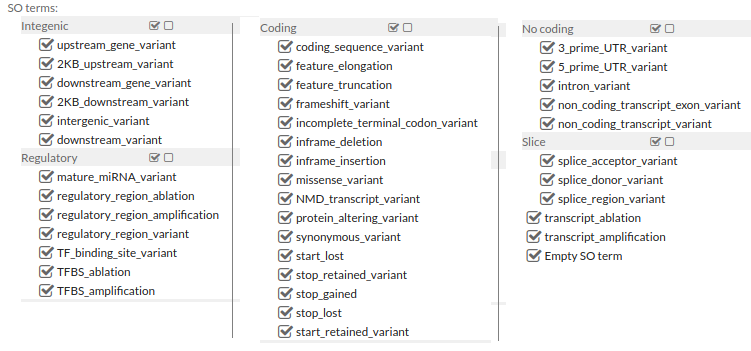 SO terms:
Integenic
upstream_gene_variant
2KB_upstream_variant
downstream_gene_variant
2KB_downstream_variant
intergenic_variant
downstream_variant
Regulatory
mature_miRNA_variant
regulatory_region_ablation
regulatory_region_amplification
regulatory_region_variant
TF_binding_site_variant
TFBS_ablation
TFBS_amplification
Coding
coding_sequence_variant
feature_elongation
feature_truncation
frameshift_variant
incomplete_terminal_codon_variant
inframe_deletion
inframe_insertion
missense_variant
NMD_transcript_variant
protein_altering_variant
synonymous_variant
start_lost
stop_retained_variant
stop_gained
stop_lost
start_retained_variant
No coding
3_prime_UTR_variant
5_prime_UTR_variant
intron_variant
non_coding_transcript_exon_variant
non_coding_transcript_variant
Slice
splice_acceptor_variant
splice_donor_variant
splice_region_variant
transcript_ablation
transcript_amplification
Empty SO term